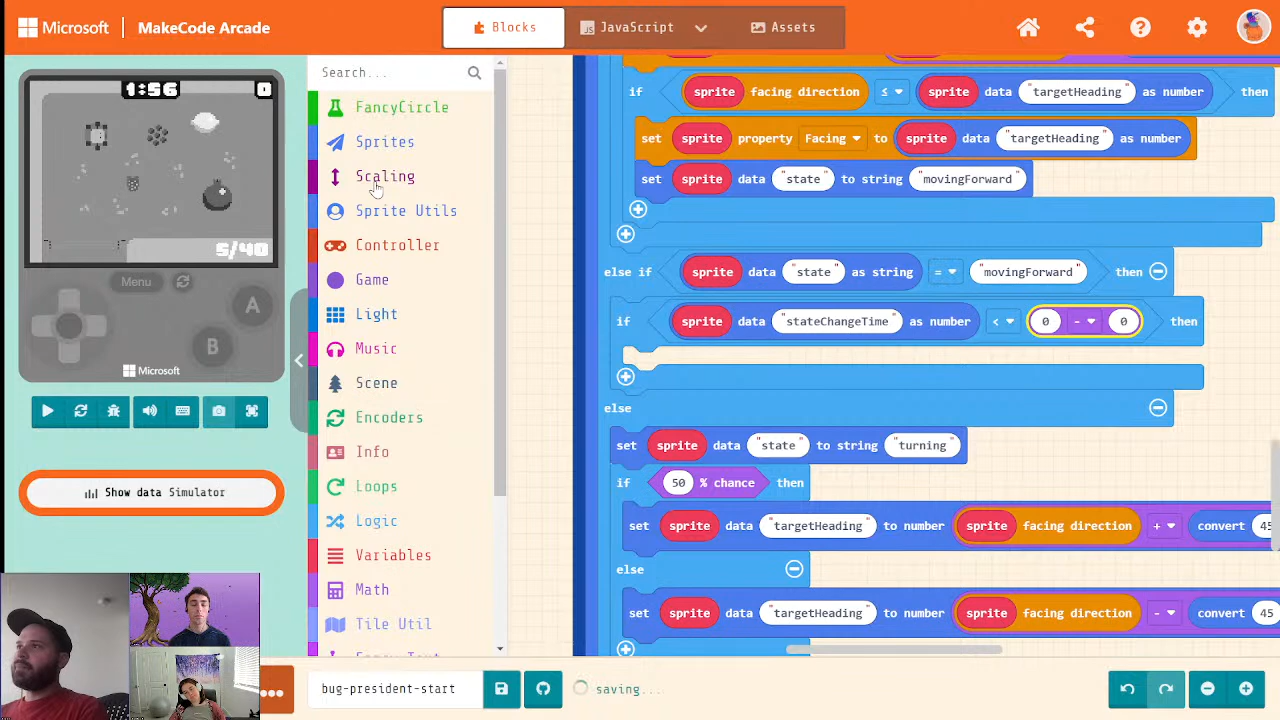 Microsoft MakeCode Arcade Blocks JavaScript Assets
1:56 0
5/40
Menu
A
B
Microsoft
Show data Simulator
Search...
FancyCircle
Sprites
Scaling
Sprite Utils
Controller
Game
Light
Music
Scene
Encoders
Info
Loops
Logic
Variables
Math
Tile Util
Fancy Text
if sprite facing direction ≤ sprite data "targetHeading" as number then
set sprite property Facing to sprite data "targetHeading" as number
set sprite data "state" to string "movingForward"
else if sprite data "state" as string = "movingForward" then
if sprite data "stateChangeTime" as number < 0 - 0 then
else
set sprite data "state" to string "turning"
if 50 % chance then
set sprite data "targetHeading" to number sprite facing direction + convert 45
else
set sprite data "targetHeading" to number sprite facing direction - convert 45
bug-president-start saving...